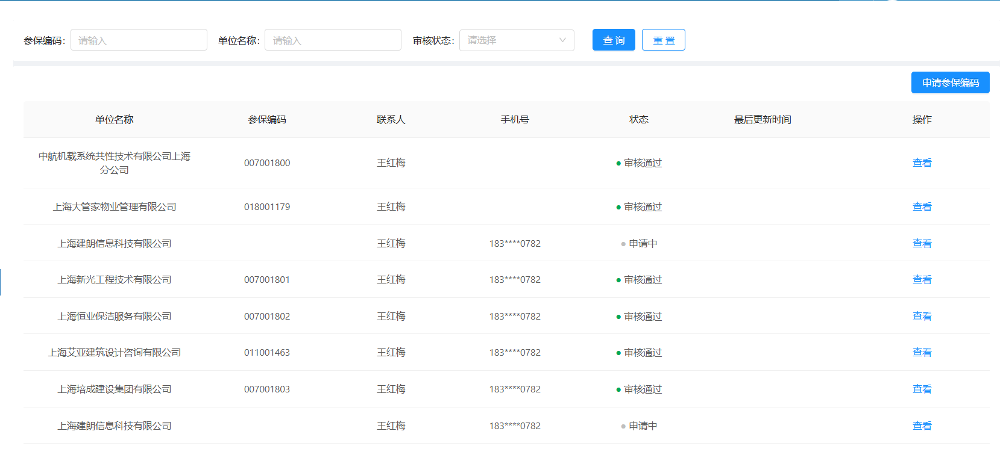 参保编码： 请输入 单位名称： 请输入 审核状态： 请选择 查 询 重 置
申请参保编码
单位名称 参保编码 联系人 手机号 状态 最后更新时间 操作
中航机载系统共性技术有限公司上海
分公司 007001800 王红梅 审核通过 查看
上海大管家物业管理有限公司 018001179 王红梅 审核通过 查看
上海建朗信息科技有限公司 王红梅 183****0782 申请中 查看
上海新光工程技术有限公司 007001801 王红梅 183****0782 审核通过 查看
上海恒业保洁服务有限公司 007001802 王红梅 183****0782 审核通过 查看
上海艾亚建筑设计咨询有限公司 011001463 王红梅 183****0782 审核通过 查看
上海培成建设集团有限公司 007001803 王红梅 183****0782 审核通过 查看
上海建朗信息科技有限公司 王红梅 183****0782 申请中 查看